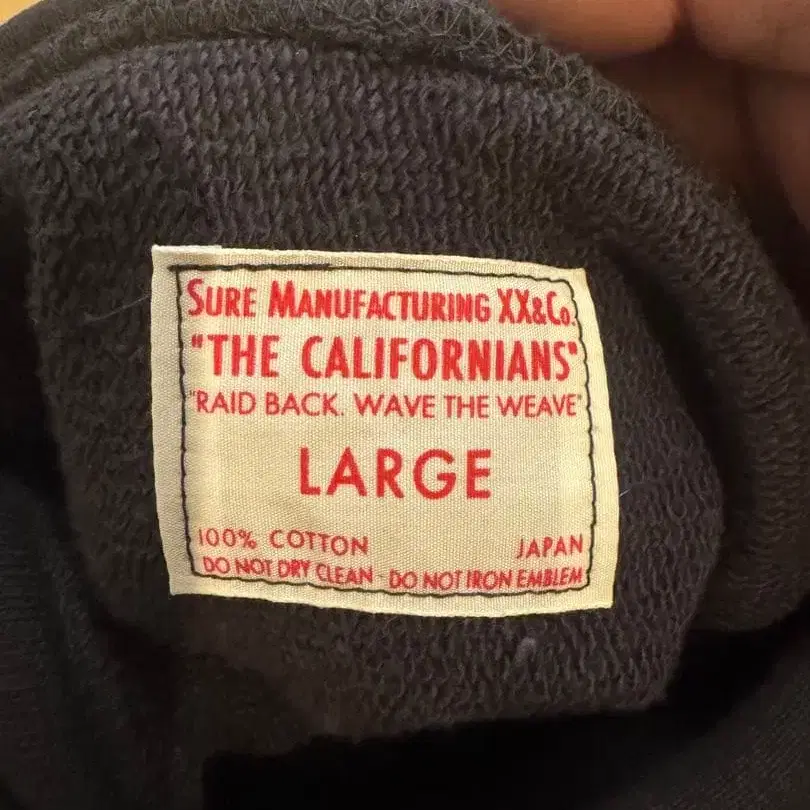 SURE MANUFACTURING XX&CO.
"THE CALIFORNIANS"
"RAID BACK. WAVE THE WEAVE"
LARGE
100% COTTON JAPAN
DO NOT DRY CLEAN - DO NOT IRON EMBLEM